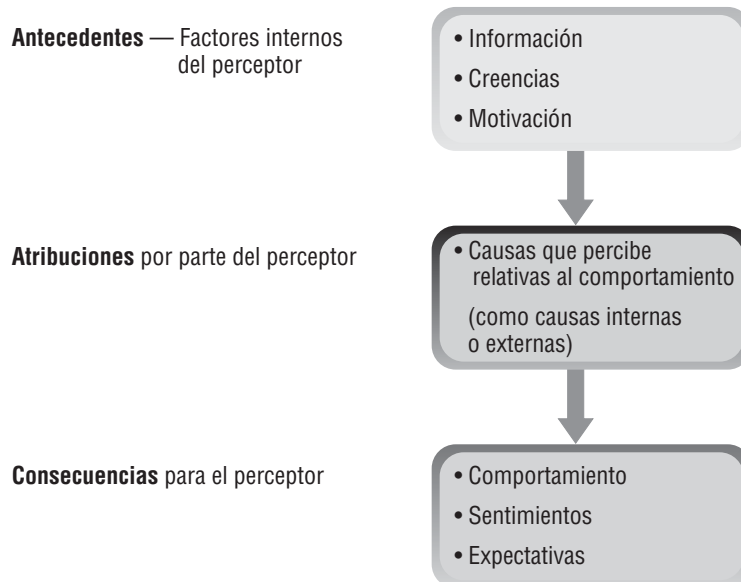 Antecedentes — Factores internos
del perceptor
• Información
• Creencias
• Motivación
Atribuciones por parte del perceptor
• Causas que percibe
relativas al comportamiento
(como causas internas
o externas)
Consecuencias para el perceptor
• Comportamiento
• Sentimientos
• Expectativas